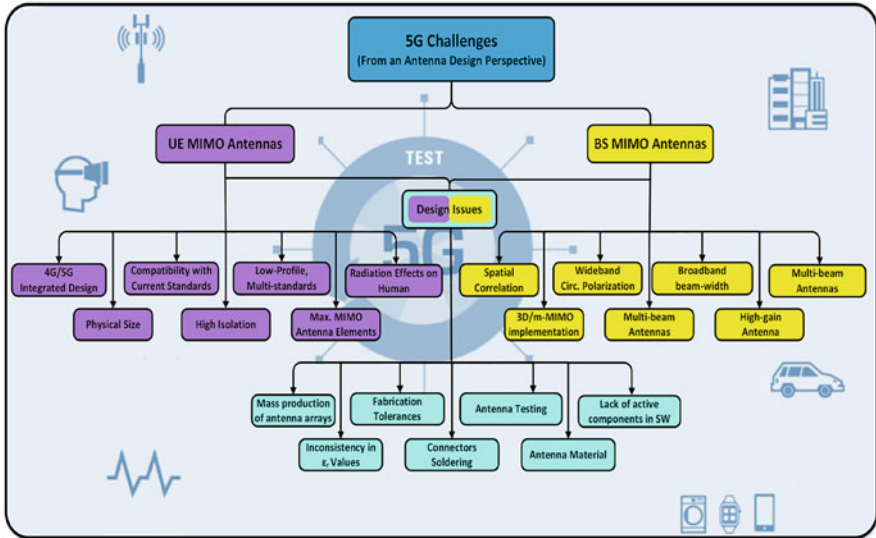 5G Challenges
(From an Antenna Design Perspective)
UE MIMO Antennas
BS MIMO Antennas
TEST
Design Issues
5G
4G/5G
Integrated Design
Compatibility with
Current Standards
Low-Profile,
Multi-standards
Radiation Effects on
Human
Spatial
Correlation
Wideband
Circ. Polarization
Broadband
beam-width
Multi-beam
Antennas
Physical Size
High Isolation
Max. MIMO
Antenna Elements
3D/m-MIMO
implementation
Multi-beam
Antennas
High-gain
Antenna
Mass production
of antenna arrays
Fabrication
Tolerances
Antenna Testing
Lack of active
components in SW
Inconsistency in
εr Values
Connectors
Soldering
Antenna Material